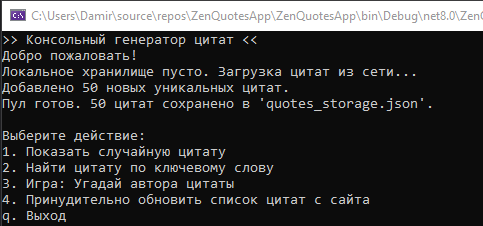 C:\Users\Damir\source\repos\ZenQuotesApp\ZenQuotesApp\bin\Debug\net8.0\ZenQuotesA
>> Консольный генератор цитат <<
Добро пожаловать!
Локальное хранилище пусто. Загрузка цитат из сети...
Добавлено 50 новых уникальных цитат.
Пул готов. 50 цитат сохранено в 'quotes_storage.json'.
Выберите действие:
1. Показать случайную цитату
2. Найти цитату по ключевому слову
3. Игра: Угадай автора цитаты
4. Принудительно обновить список цитат с сайта
q. Выход